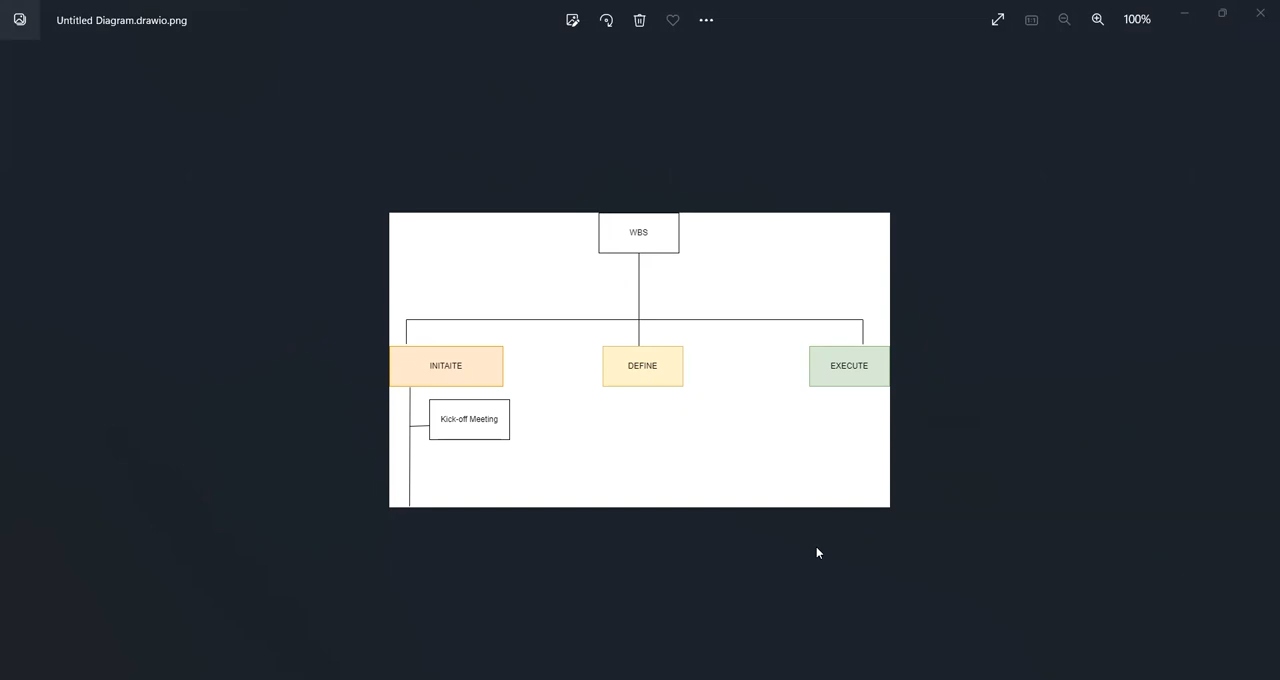 Untitled Diagram.drawio.png
100%
WBS
INITAITE
DEFINE
EXECUTE
Kick-off Meeting